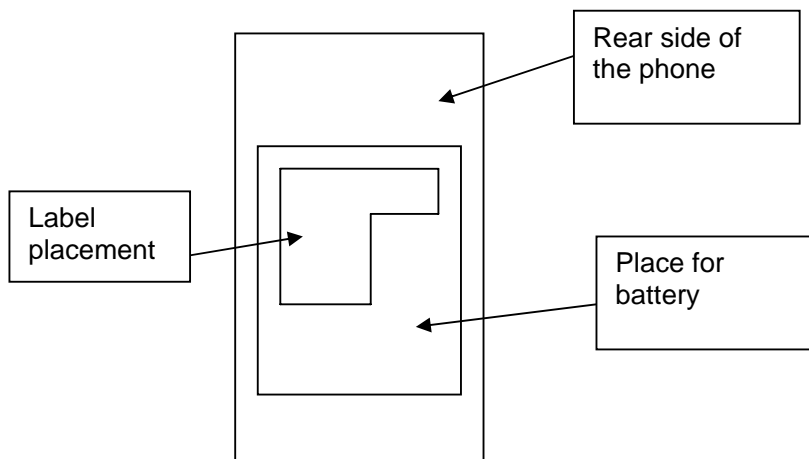 Rear side of
the phone
Label
placement
Place for
battery